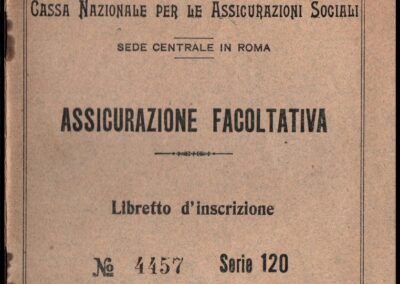 Cassa Nazionale per le Assicurazioni Sociali
SEDE CENTRALE IN ROMA
ASSICURAZIONE FACOLTATIVA
Libretto d'inscrizione
№ 4457 Serie 120